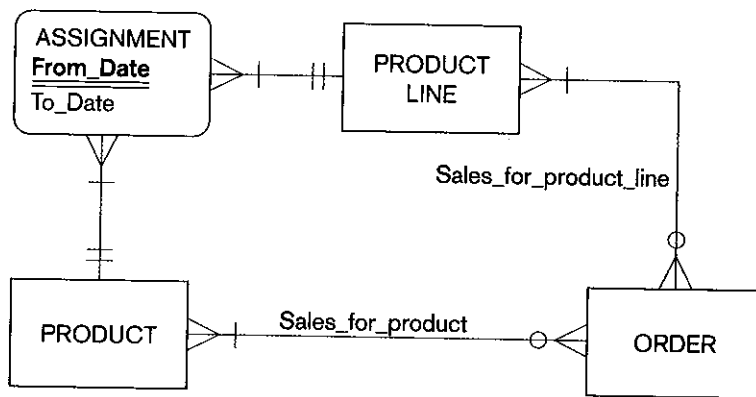 ASSIGNMENT
From_Date
To_Date
PRODUCT
LINE
Sales_for_product_line
PRODUCT
Sales_for_product
ORDER